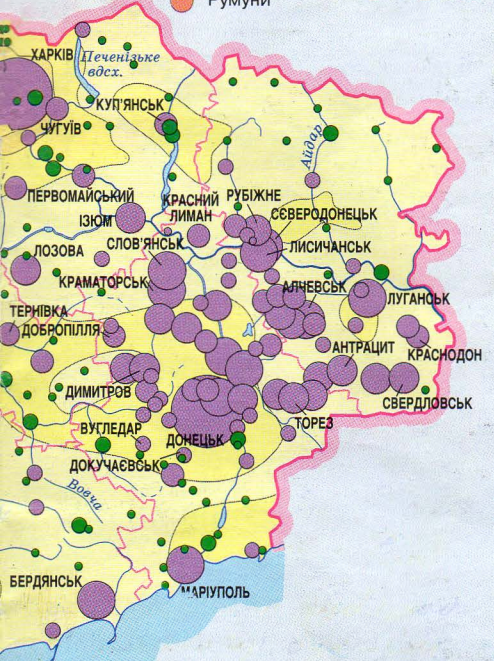 Румуни
ХАРКІВ
Печенізьке
вдсх.
КУП'ЯНСЬК
ЧУГУЇВ
Айдар
ПЕРВОМАЙСЬКИЙ
КРАСНИЙ
ЛИМАН
РУБІЖНЕ
СЄВЕРОДОНЕЦЬК
ІЗЮМ
СЛОВ'ЯНСЬК
ЛИСИЧАНСЬК
ЛОЗОВА
КРАМАТОРСЬК
АЛЧЕВСЬК
ЛУГАНСЬК
ТЕРНІВКА
ДОБРОПІЛЛЯ
АНТРАЦИТ
КРАСНОДОН
ДИМИТРОВ
СВЕРДЛОВСЬК
ВУГЛЕДАР
ТОРЕЗ
ДОНЕЦЬК
ДОКУЧАЄВСЬК
Вовча
БЕРДЯНСЬК
МАРІУПОЛЬ